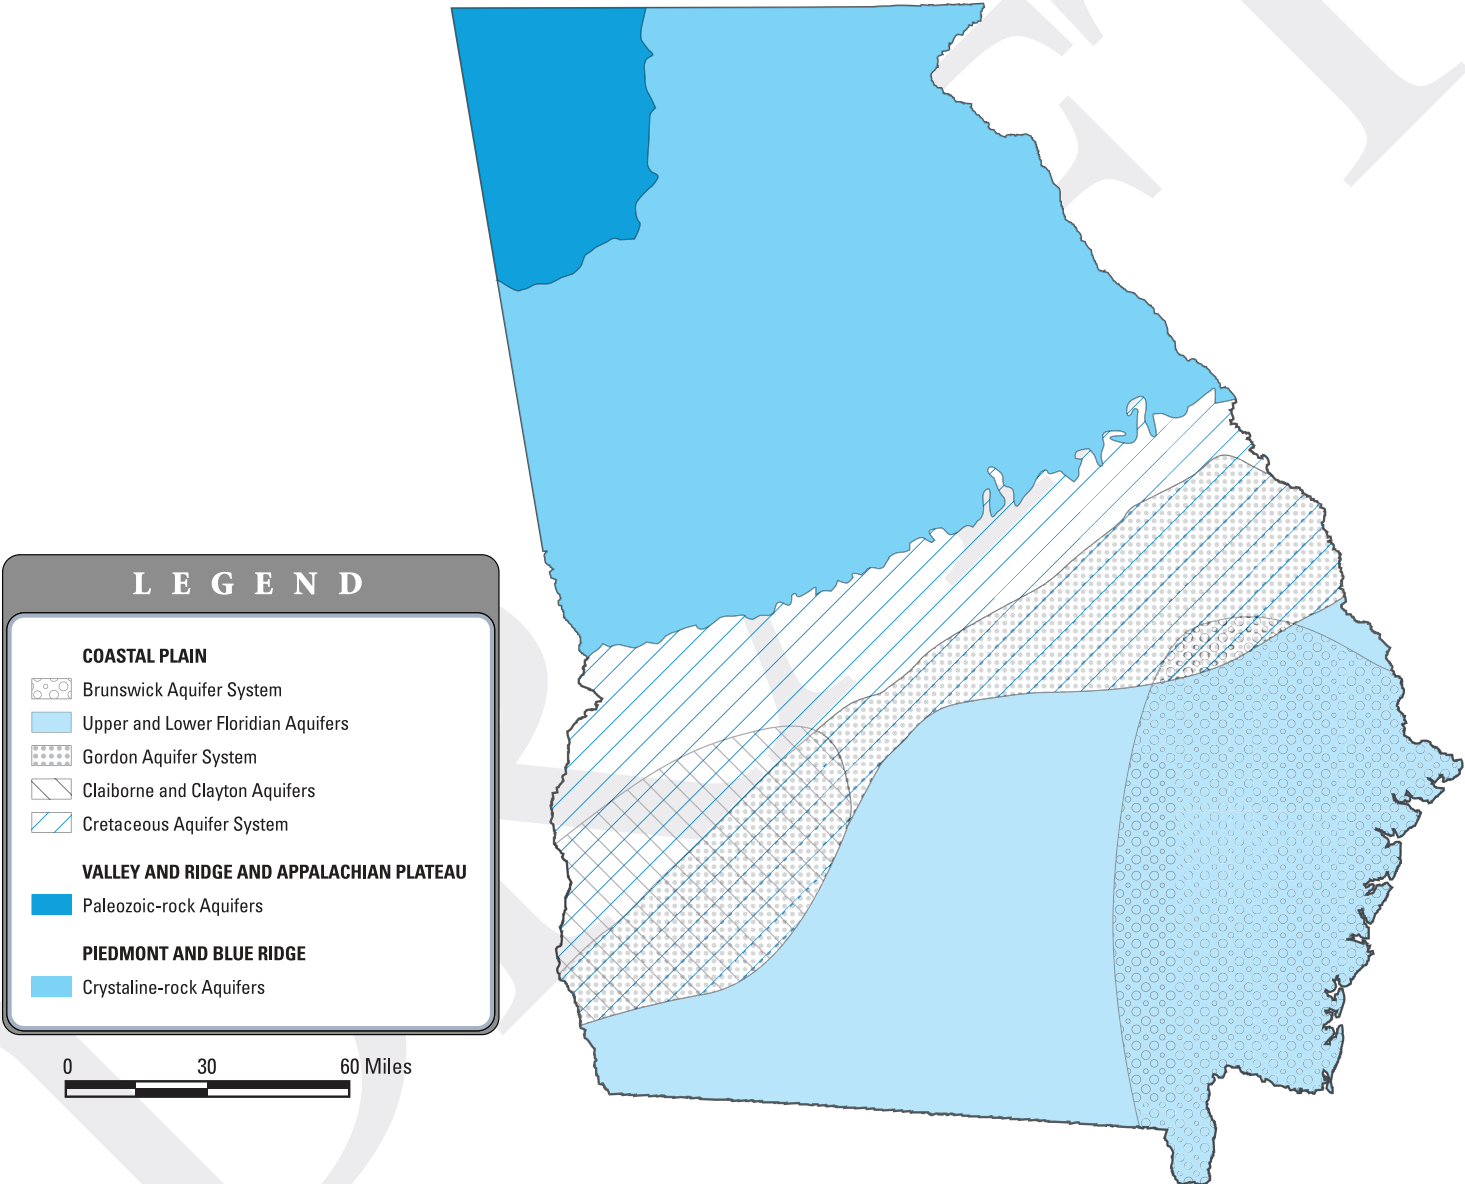 LEGEND
COASTAL PLAIN
Brunswick Aquifer System
Upper and Lower Floridian Aquifers
Gordon Aquifer System
Claiborne and Clayton Aquifers
Cretaceous Aquifer System
VALLEY AND RIDGE AND APPALACHIAN PLATEAU
Paleozoic-rock Aquifers
PIEDMONT AND BLUE RIDGE
Crystaline-rock Aquifers
0 30 60 Miles
DRAFT